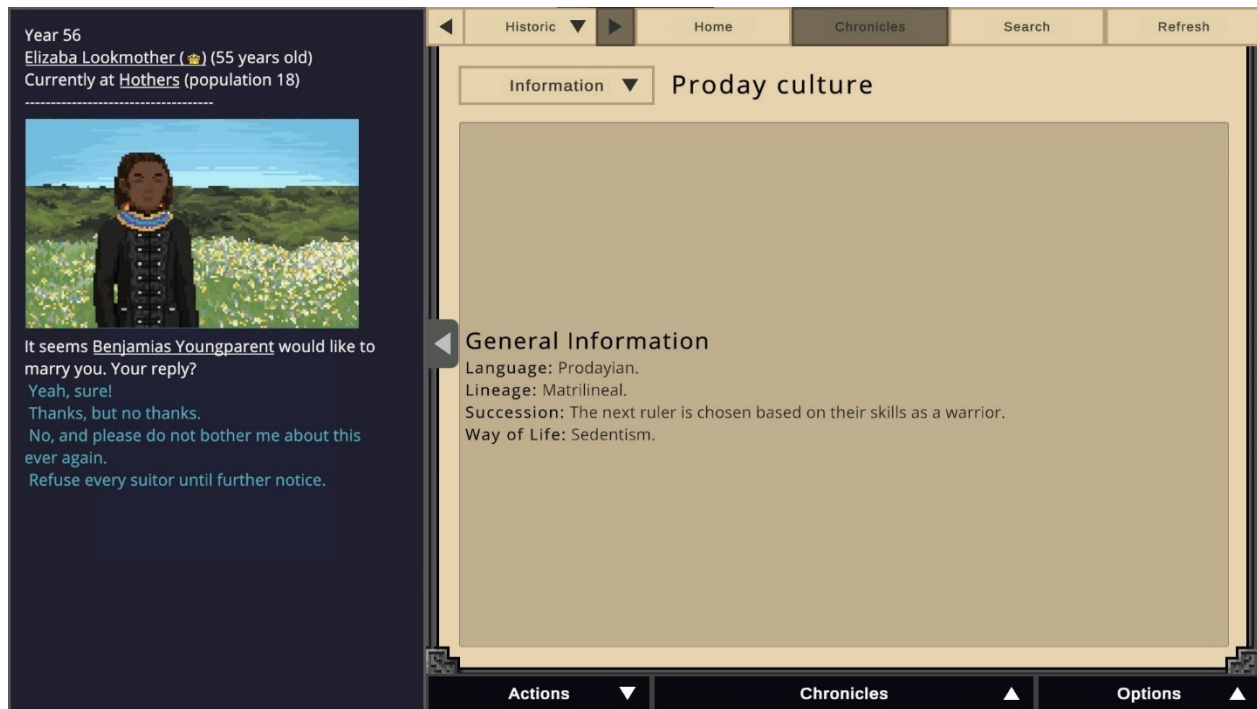 Year 56
Elizaba Lookmother (👑) (55 years old)
Currently at Hothers (population 18)
------------------------------------
It seems Benjamias Youngparent would like to
marry you. Your reply?
Yeah, sure!
Thanks, but no thanks.
No, and please do not bother me about this
ever again.
Refuse every suitor until further notice.
Historic Home Chronicles Search Refresh
Information Proday culture
General Information
Language: Prodayian.
Lineage: Matrilineal.
Succession: The next ruler is chosen based on their skills as a warrior.
Way of Life: Sedentism.
Actions Chronicles Options